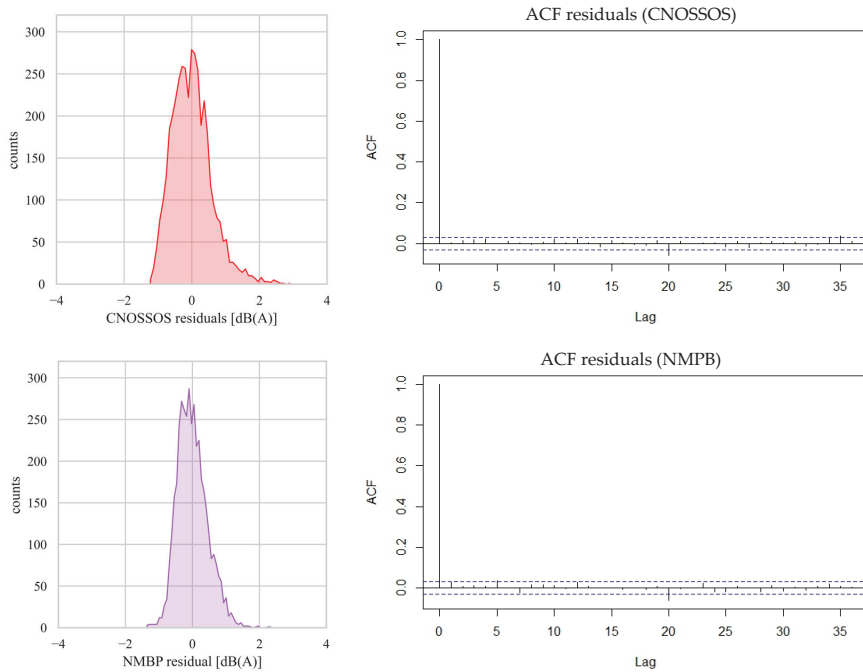 ACF residuals (CNOSSOS)
300
250
200
150
100
50
0
counts
−4 −2 0 2 4
CNOSSOS residuals [dB(A)]
1.0
0.8
0.6
0.4
0.2
0.0
ACF
0 5 10 15 20 25 30 35
Lag
ACF residuals (NMPB)
300
250
200
150
100
50
0
counts
−4 −2 0 2 4
NMBP residual [dB(A)]
1.0
0.8
0.6
0.4
0.2
0.0
ACF
0 5 10 15 20 25 30 35
Lag